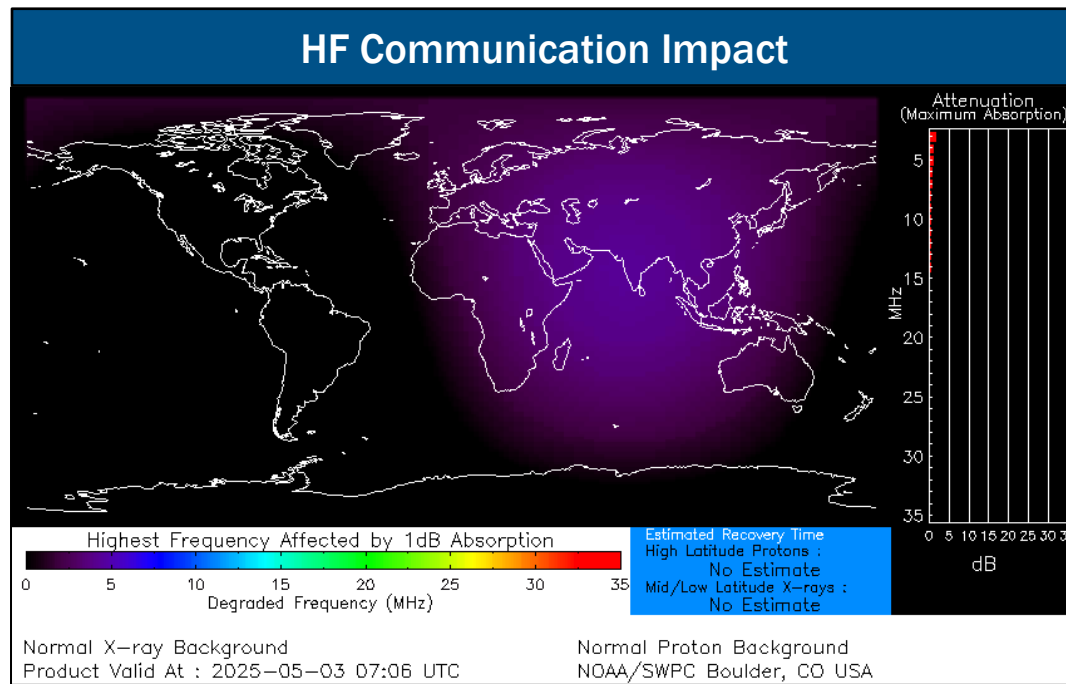 HF Communication Impact
Attenuation
(Maximum Absorption)
5
10
15
20
25
30
35
MHz
0 5 10 15 20 25 30 3
dB
Highest Frequency Affected by 1dB Absorption
0 5 10 15 20 25 30 35
Degraded Frequency (MHz)
Estimated Recovery Time
High Latitude Protons :
No Estimate
Mid/Low Latitude X-rays :
No Estimate
Normal X-ray Background
Product Valid At : 2025-05-03 07:06 UTC
Normal Proton Background
NOAA/SWPC Boulder, CO USA